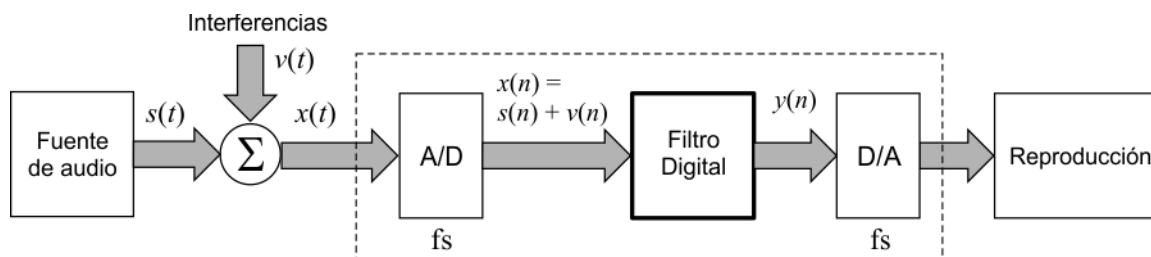 Interferencias
v(t)
s(t)
x(t)
x(n) =
s(n) + v(n)
y(n)
Fuente
de audio
Σ
A/D
Filtro
Digital
D/A
Reproducción
fs
fs